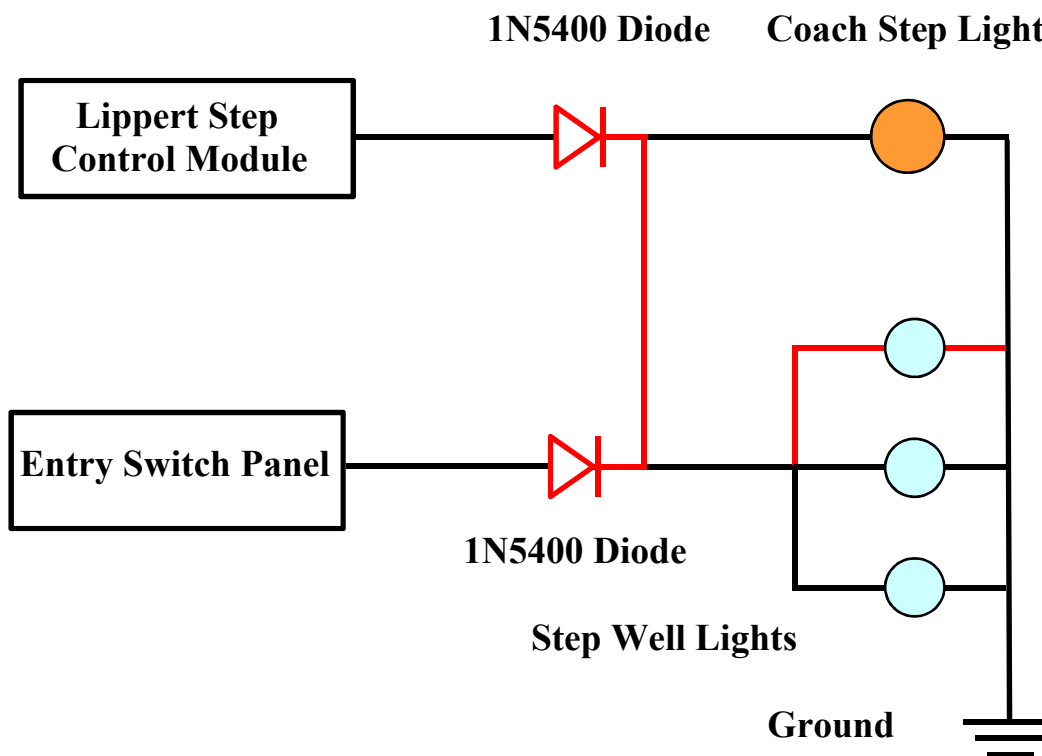 1N5400 Diode
Coach Step Light
Lippert Step
Control Module
Entry Switch Panel
1N5400 Diode
Step Well Lights
Ground